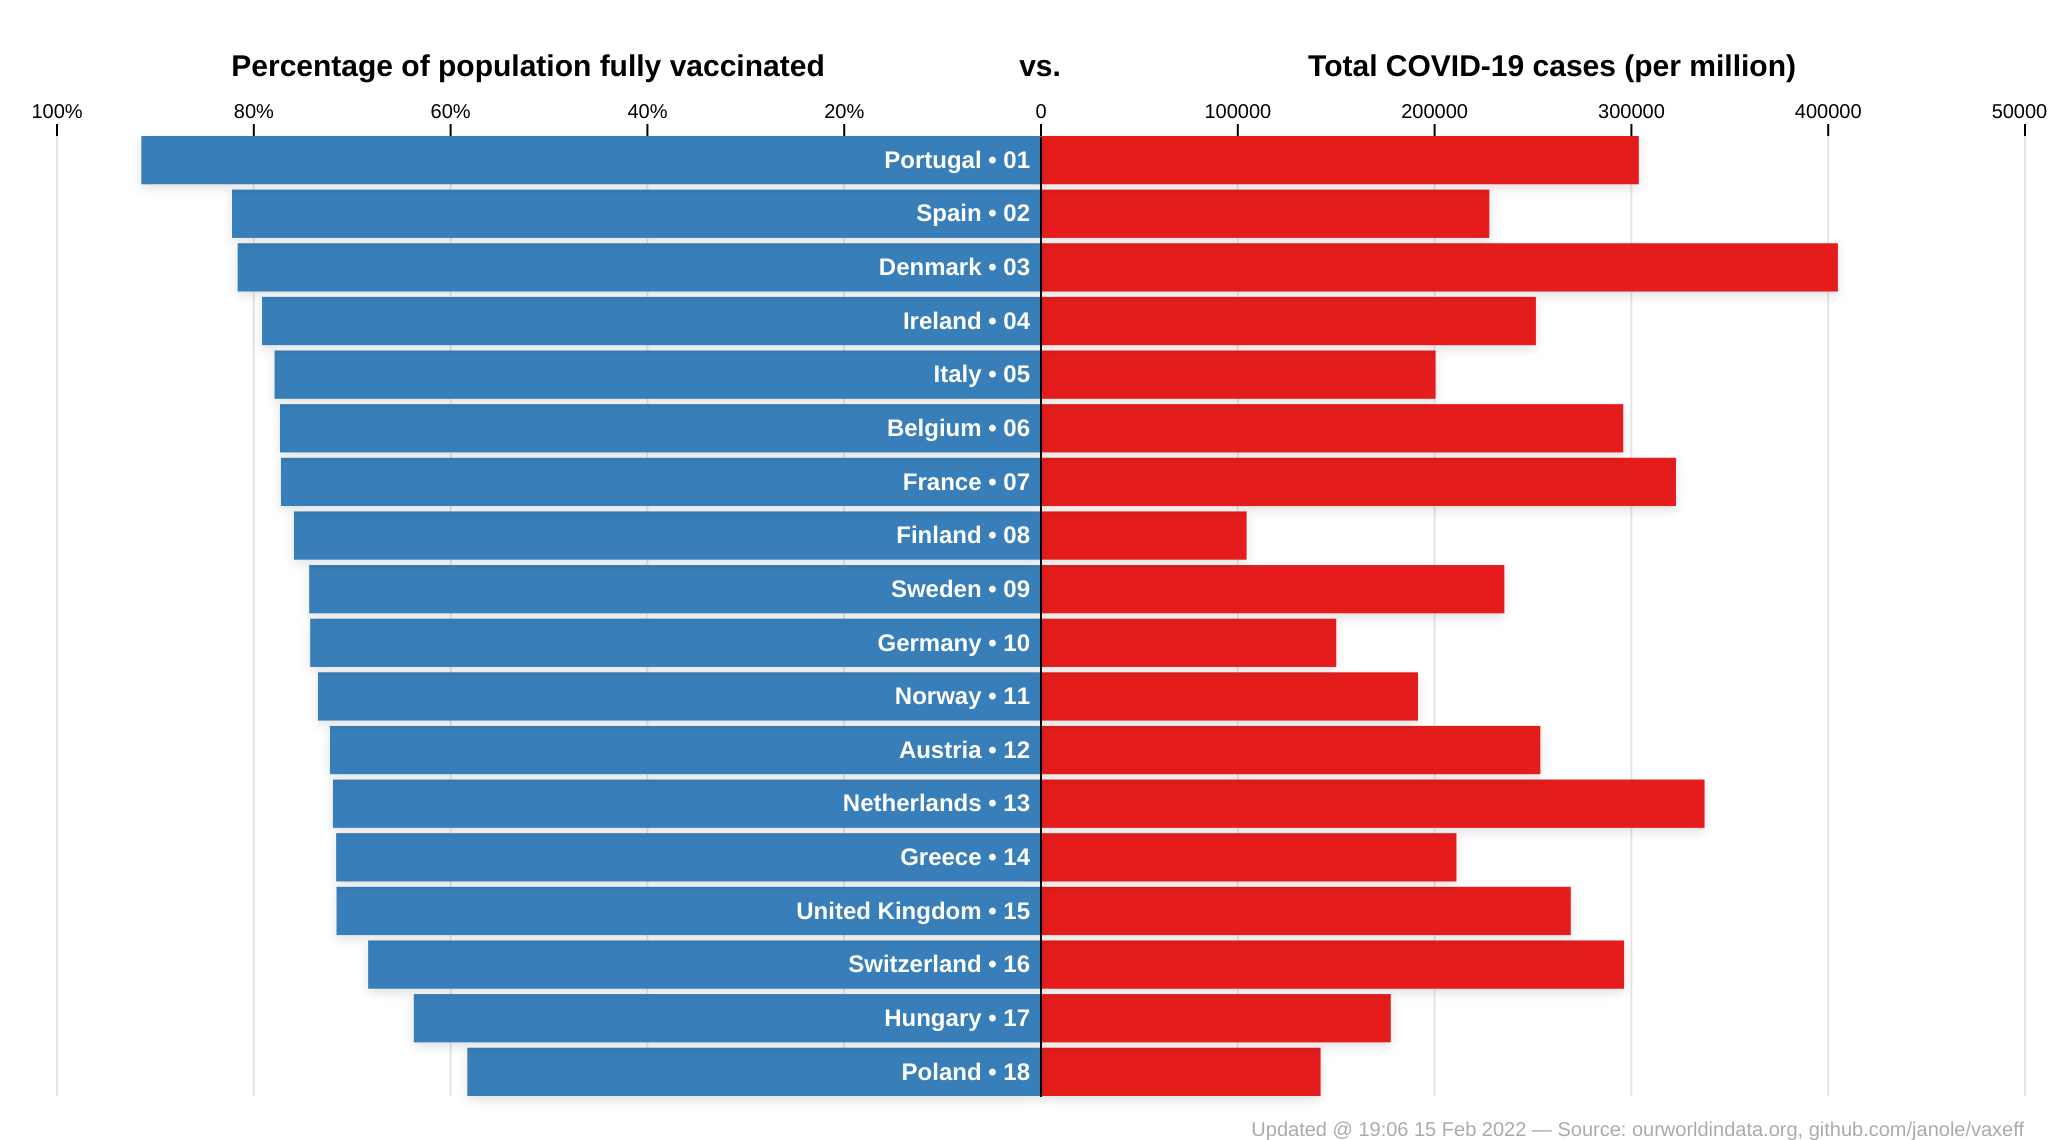 Percentage of population fully vaccinated vs. Total COVID-19 cases (per million)
100% 80% 60% 40% 20% 0 100000 200000 300000 400000 50000
Portugal • 01
Spain • 02
Denmark • 03
Ireland • 04
Italy • 05
Belgium • 06
France • 07
Finland • 08
Sweden • 09
Germany • 10
Norway • 11
Austria • 12
Netherlands • 13
Greece • 14
United Kingdom • 15
Switzerland • 16
Hungary • 17
Poland • 18
Updated @ 19:06 15 Feb 2022 — Source: ourworldindata.org, github.com/janole/vaxeff